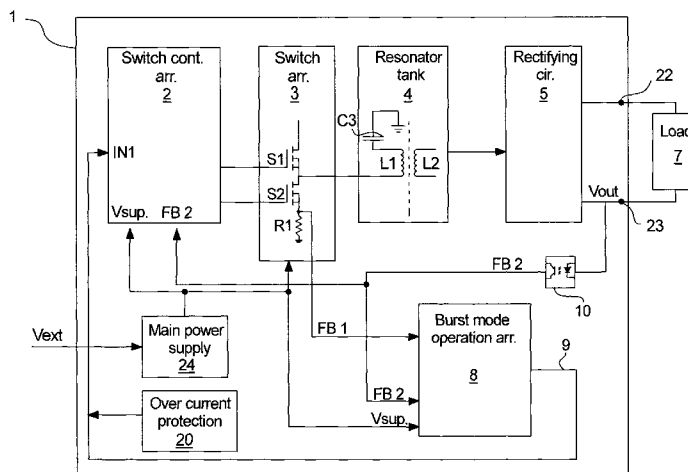 1
Switch cont.
arr.
2
IN1
Vsup.
FB 2
Switch
arr.
3
S1
S2
R1
Resonator
tank
4
C3
L1
L2
Rectifying
cir.
5
22
Load
7
Vout
23
FB 2
10
Vext
Main power
supply
24
FB 1
Burst mode
operation arr.
8
9
FB 2
Vsup.
Over current
protection
20